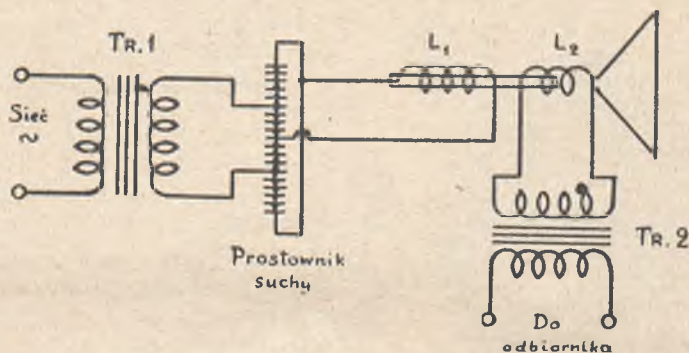 TR.1
L₁
L₂
Sieć
~
Prostownik
suchy
TR.2
Do
odbiornika